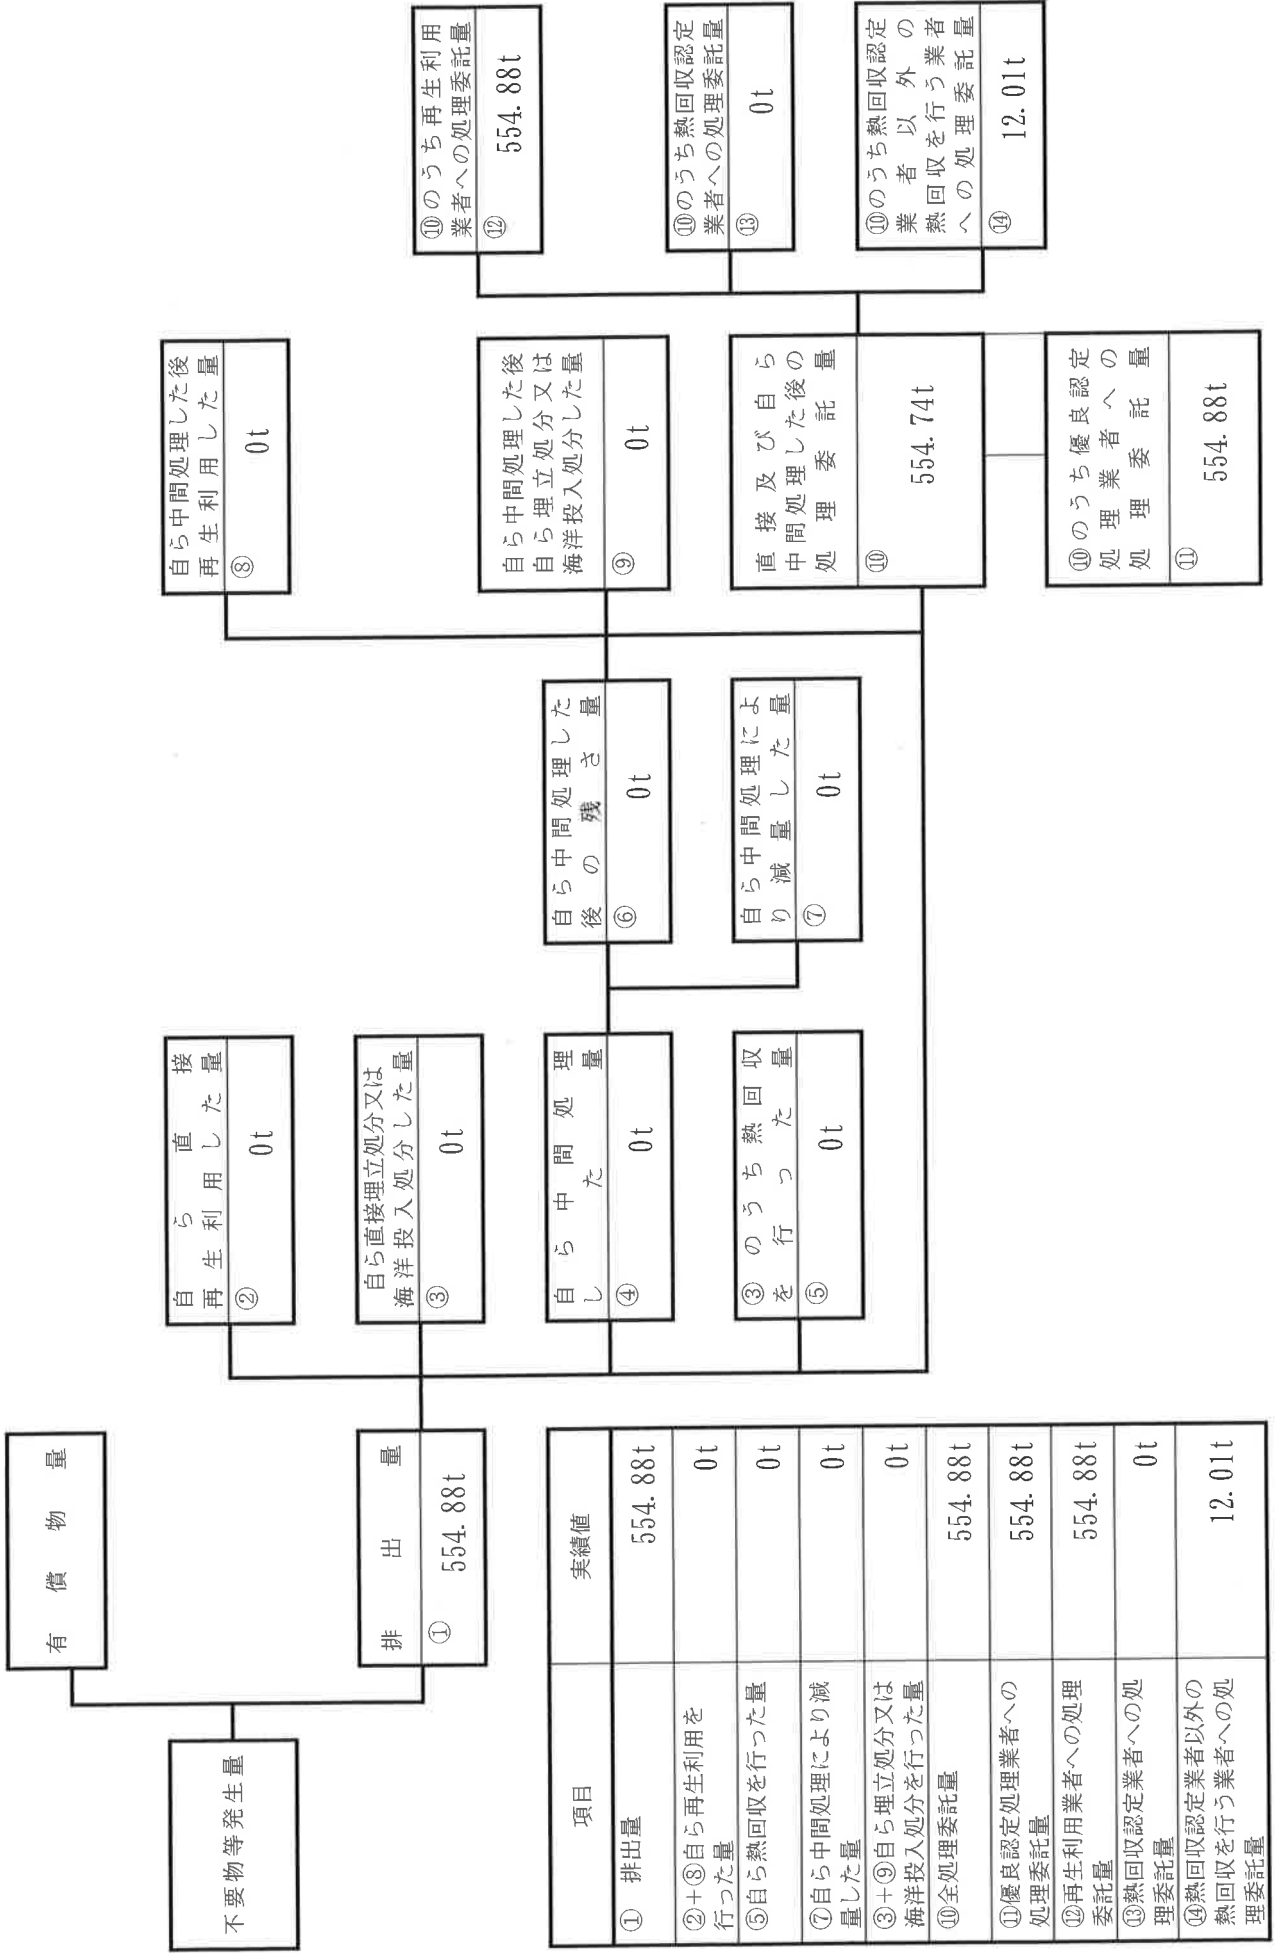 不要物等発生量
有償物量
排出量
① 554.88t
自ら直接
再生利用した量
② 0t
自ら直接埋立処分又は
海洋投入処分した量
③ 0t
自ら中間処理
した量
④ 0t
③のうち熱回収
を行った量
⑤ 0t
自ら中間処理した
後の残さ量
⑥ 0t
自ら中間処理によ
り減量した量
⑦ 0t
自ら中間処理した後
再生利用した量
⑧ 0t
自ら中間処理した後
自ら埋立処分又は
海洋投入処分した量
⑨ 0t
直接及び自ら
中間処理した後の
処理委託量
⑩ 554.74t
⑩のうち優良認定
処理業者への
処理委託量
⑪ 554.88t
⑩のうち再生利用
業者への処理委託量
⑫ 554.88t
⑩のうち熱回収認定
業者への処理委託量
⑬ 0t
⑩のうち熱回収認定
業者以外の
熱回収を行う業者
への処理委託量
⑭ 12.01t
項目 実績値
① 排出量 554.88t
②+⑧自ら再生利用を
行った量 0t
⑤自ら熱回収を行った量 0t
⑦自ら中間処理により減
量した量 0t
③+⑨自ら埋立処分又は
海洋投入処分を行った量 0t
⑩全処理委託量 554.88t
⑪優良認定処理業者への
処理委託量 554.88t
⑫再生利用業者への処理
委託量 554.88t
⑬熱回収認定業者への処
理委託量 0t
⑭熱回収認定業者以外の
熱回収を行う業者への処
理委託量 12.01t